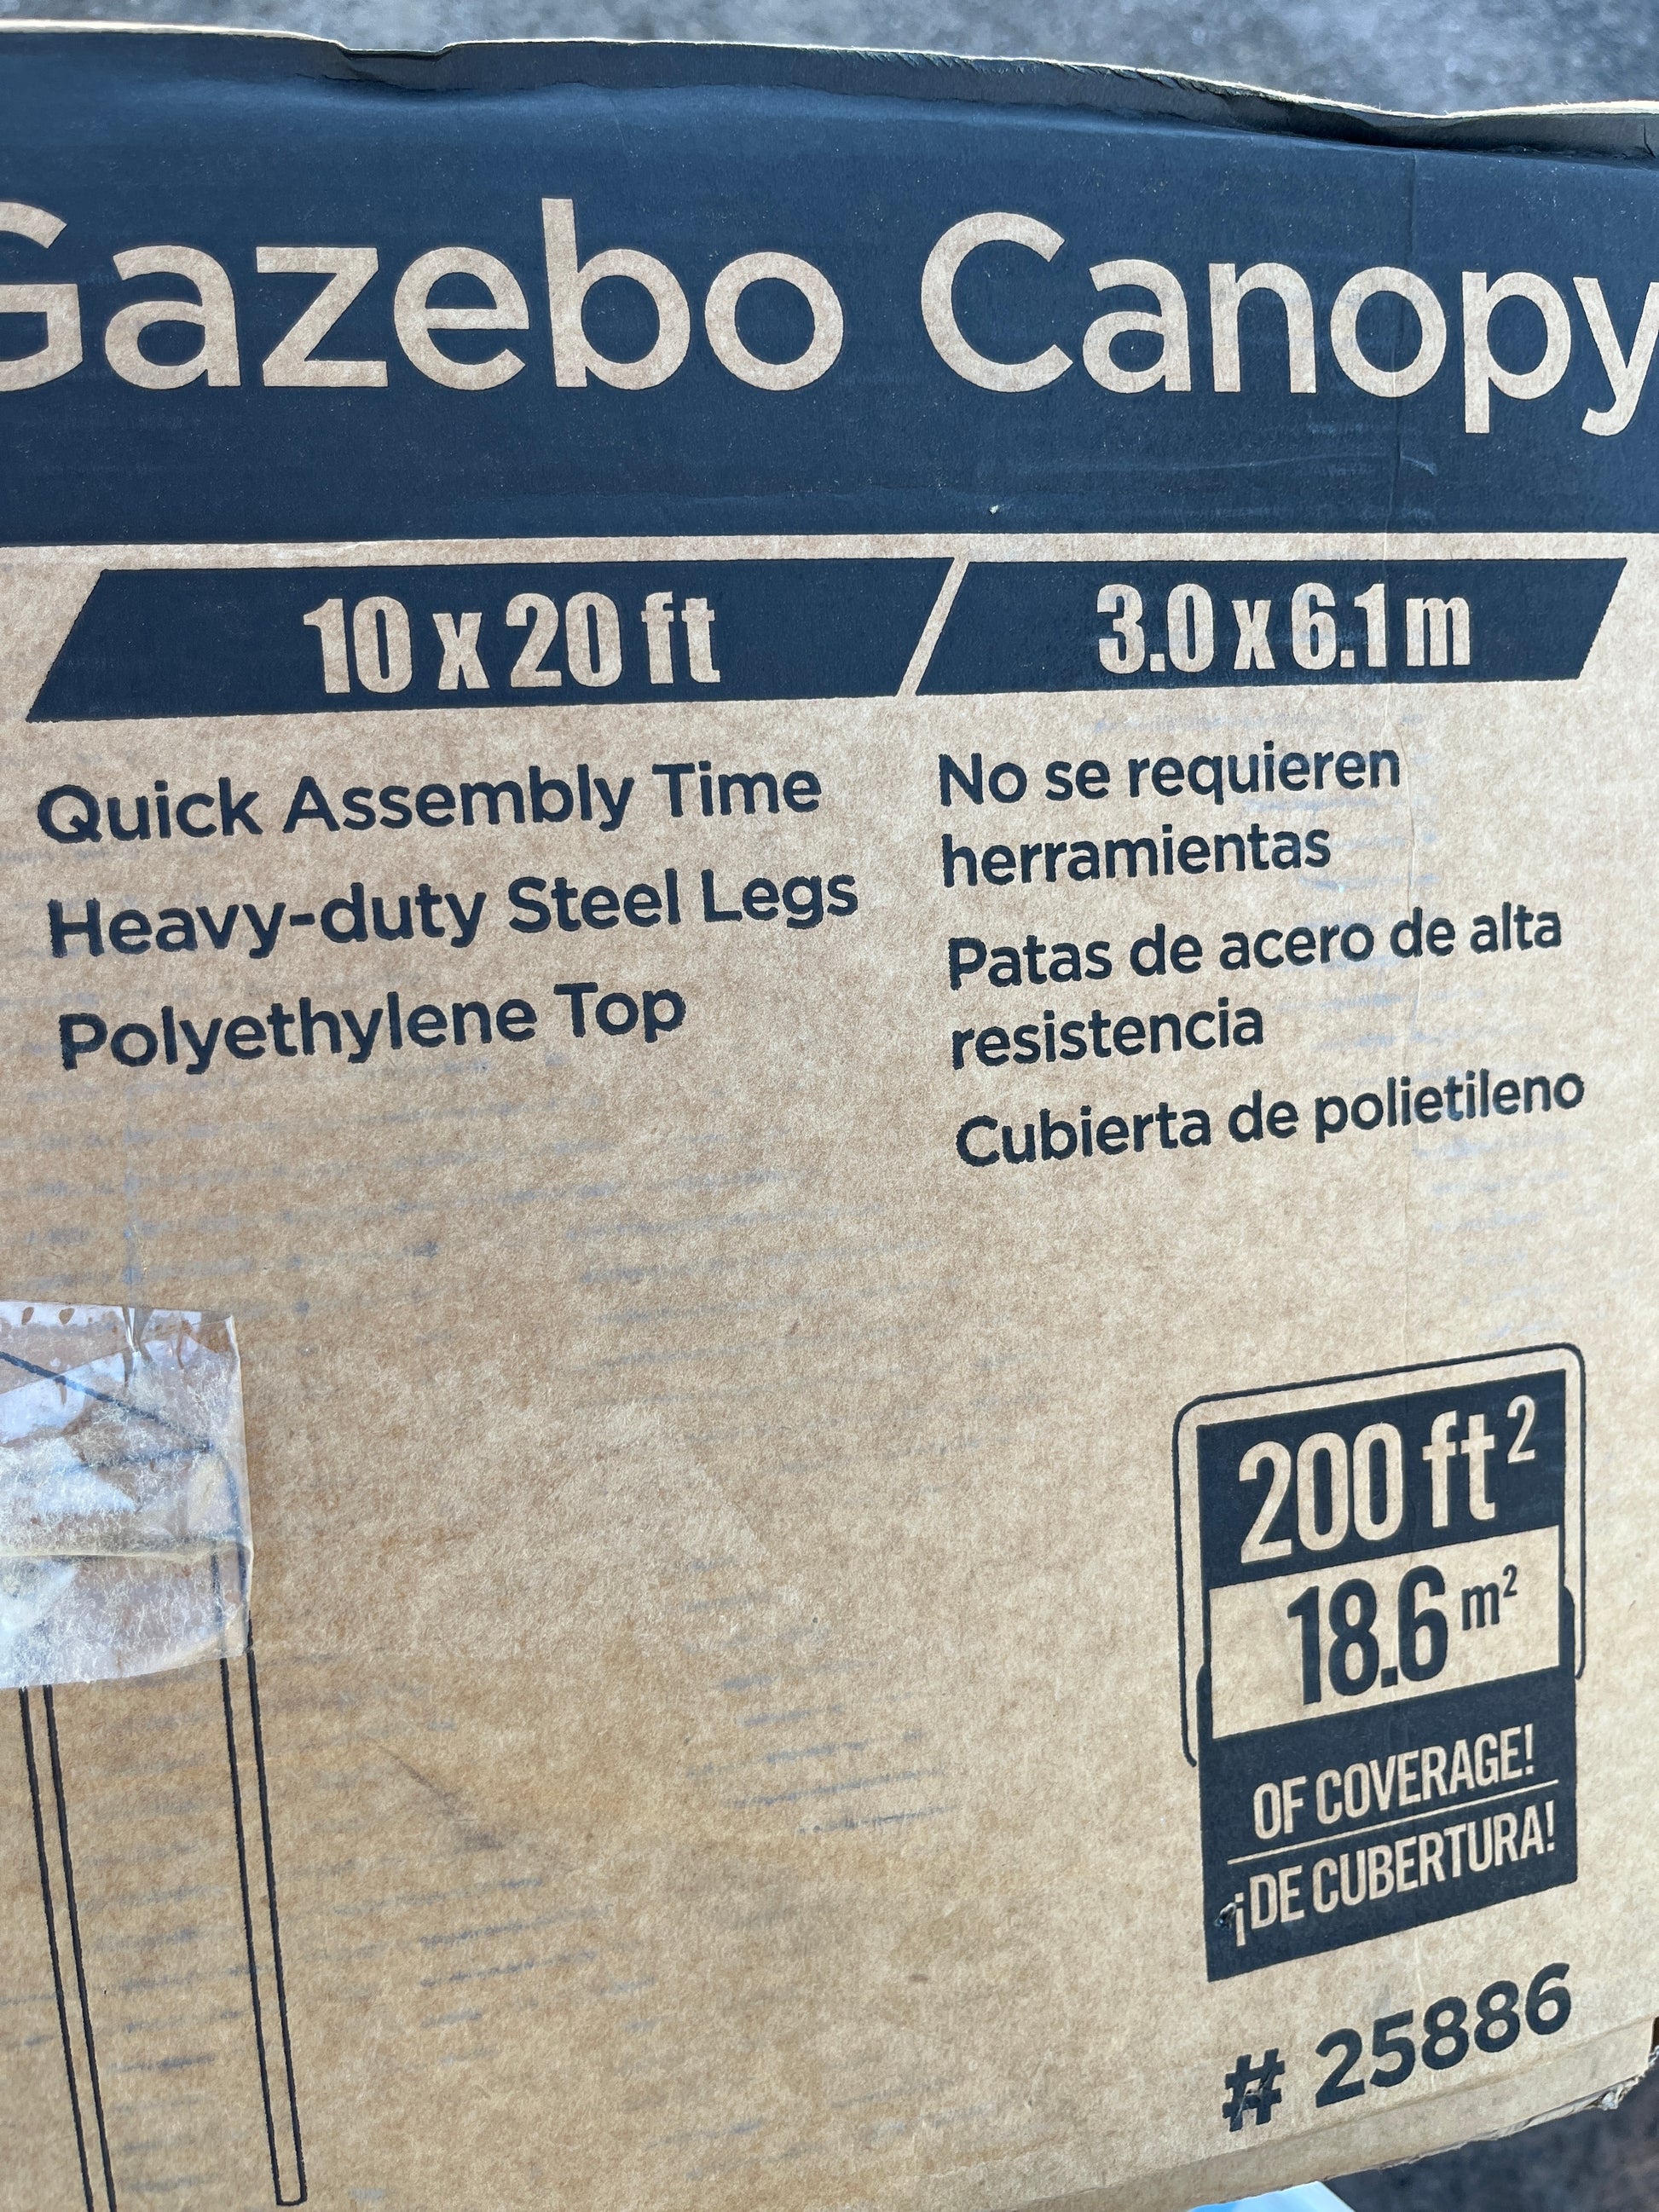 Gazebo Canopy
10 x 20 ft
3.0 x 6.1 m
Quick Assembly Time
Heavy-duty Steel Legs
Polyethylene Top
No se requieren
herramientas
Patas de acero de alta
resistencia
Cubierta de polietileno
200 ft²
18.6 m²
OF COVERAGE!
¡DE CUBERTURA!
# 25886